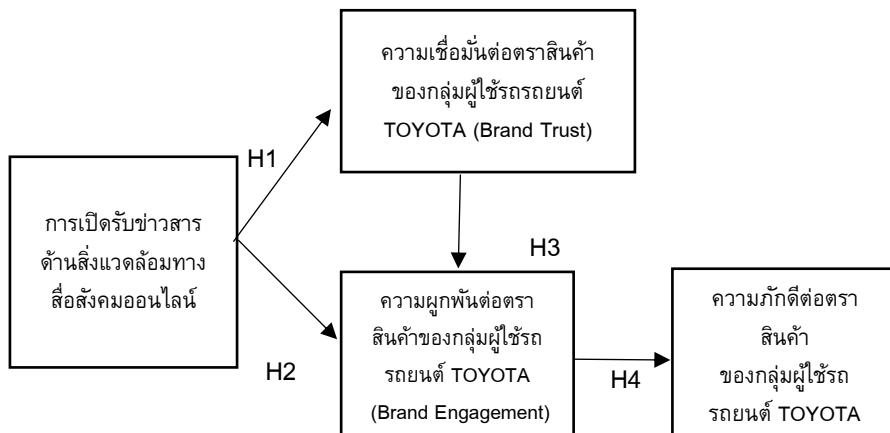 ความเชื่อมั่นต่อตราสินค้า
ของกลุ่มผู้ใช้รถรถยนต์
TOYOTA (Brand Trust)
H1
การเปิดรับข่าวสาร
ด้านสิ่งแวดล้อมทาง
สื่อสังคมออนไลน์
H3
H2
ความผูกพันต่อตรา
สินค้าของกลุ่มผู้ใช้รถ
รถยนต์ TOYOTA
(Brand Engagement)
H4
ความภักดีต่อตรา
สินค้า
ของกลุ่มผู้ใช้รถ
รถยนต์ TOYOTA